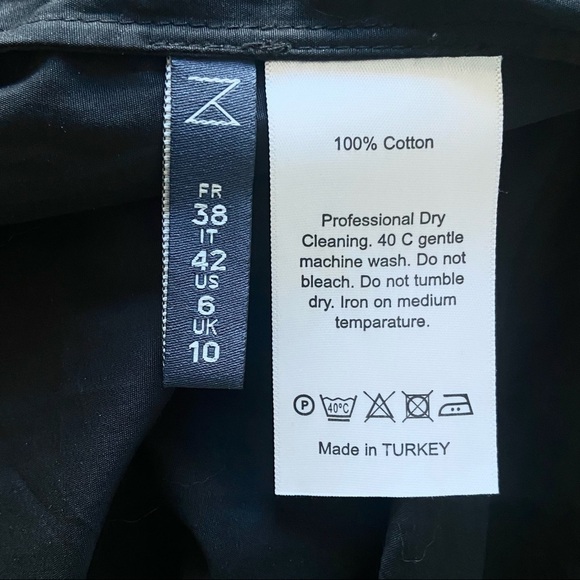 FR
38
IT
42
US
6
UK
10
100% Cotton
Professional Dry
Cleaning. 40 C gentle
machine wash. Do not
bleach. Do not tumble
dry. Iron on medium
temparature.
P 40°C
Made in TURKEY